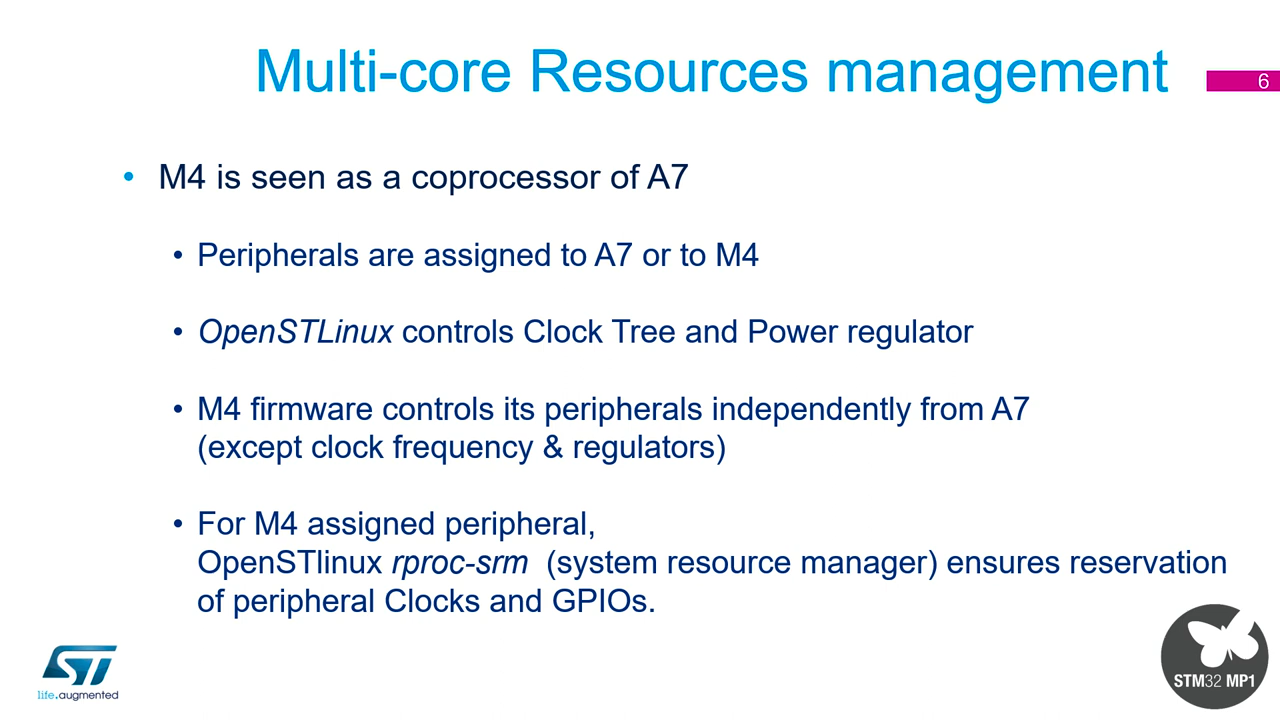 Multi-core Resources management
6
• M4 is seen as a coprocessor of A7
• Peripherals are assigned to A7 or to M4
• OpenSTLinux controls Clock Tree and Power regulator
• M4 firmware controls its peripherals independently from A7
(except clock frequency & regulators)
• For M4 assigned peripheral,
OpenSTlinux rproc-srm (system resource manager) ensures reservation
of peripheral Clocks and GPIOs.
ST
life.augmented
STM32 MP1